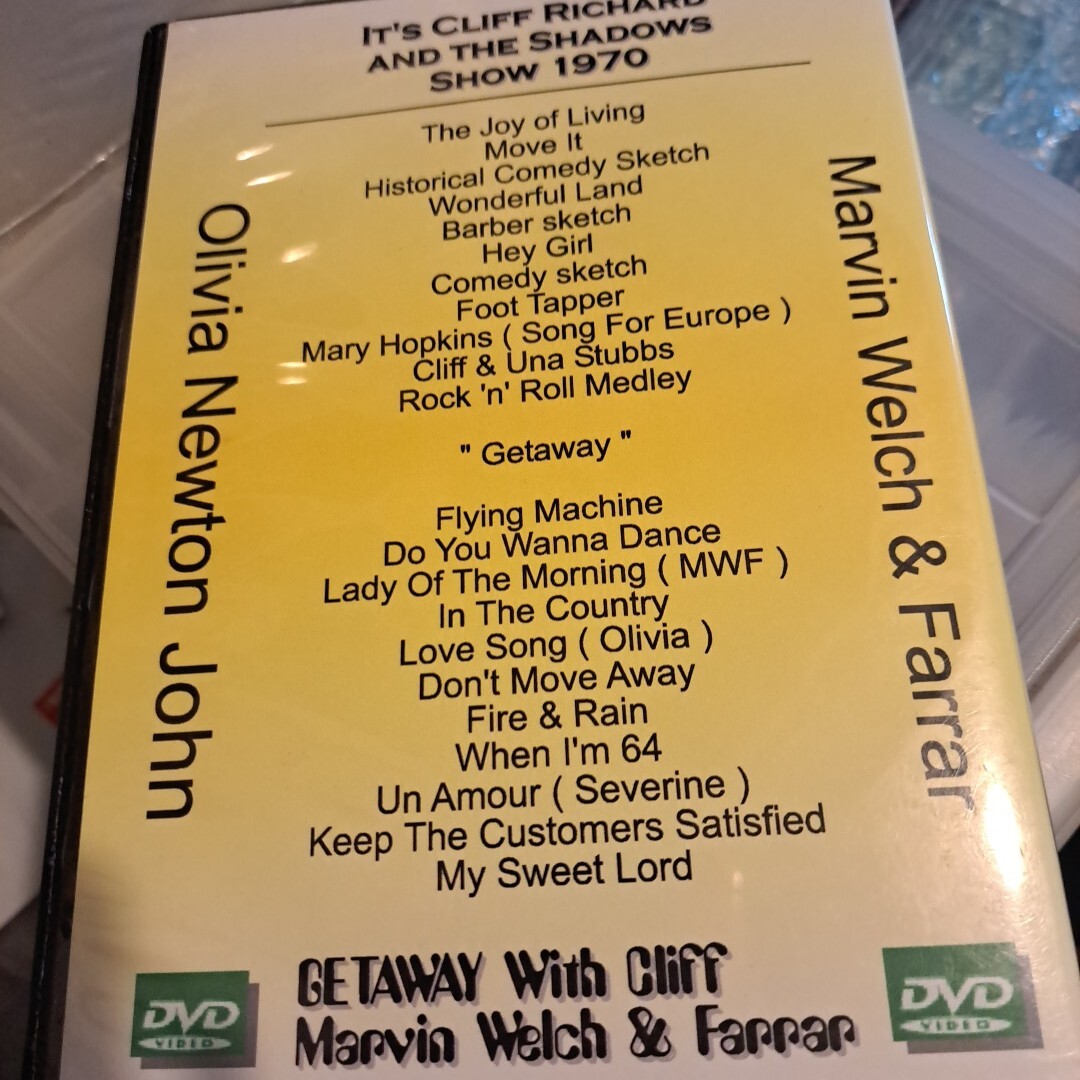 IT'S CLIFF RICHARD
AND THE SHADOWS
SHOW 1970
The Joy of Living
Move It
Historical Comedy Sketch
Wonderful Land
Barber sketch
Hey Girl
Comedy sketch
Foot Tapper
Mary Hopkins ( Song For Europe )
Cliff & Una Stubbs
Rock 'n' Roll Medley
" Getaway "
Flying Machine
Do You Wanna Dance
Lady Of The Morning ( MWF )
In The Country
Love Song ( Olivia )
Don't Move Away
Fire & Rain
When I'm 64
Un Amour ( Severine )
Keep The Customers Satisfied
My Sweet Lord
Olivia Newton John
Marvin Welch & Farrar
GETAWAY With Cliff
Marvin Welch & Farrar
DVD
VIDEO
DVD
VIDEO